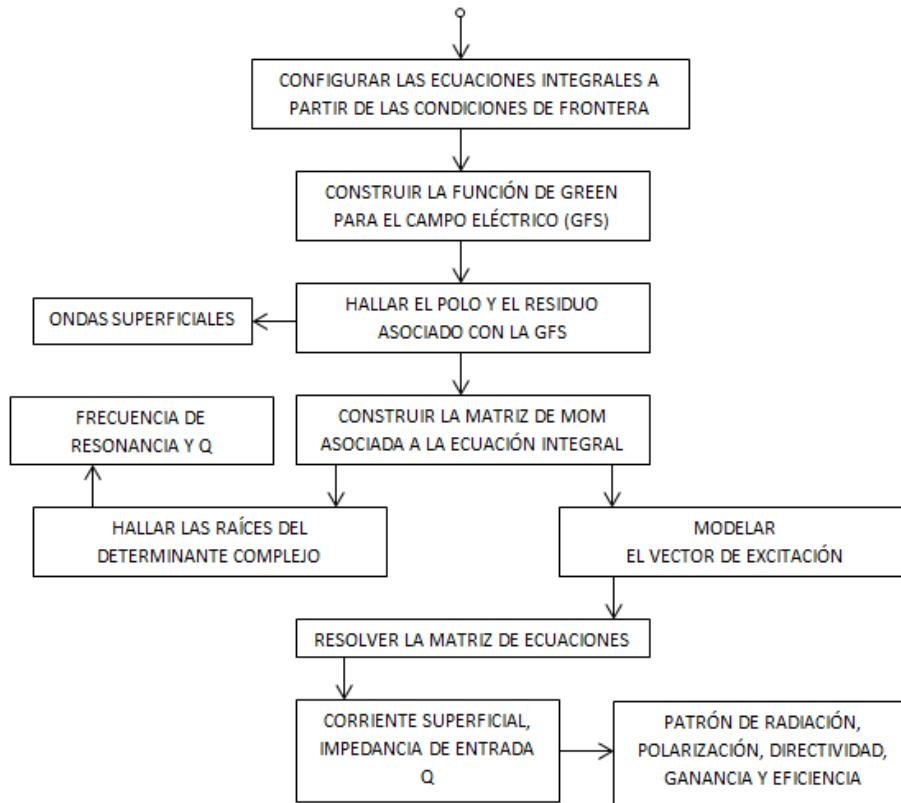 CONFIGURAR LAS ECUACIONES INTEGRALES A
PARTIR DE LAS CONDICIONES DE FRONTERA
CONSTRUIR LA FUNCIÓN DE GREEN
PARA EL CAMPO ELÉCTRICO (GFS)
HALLAR EL POLO Y EL RESIDUO
ASOCIADO CON LA GFS
ONDAS SUPERFICIALES
CONSTRUIR LA MATRIZ DE MOM
ASOCIADA A LA ECUACIÓN INTEGRAL
FRECUENCIA DE
RESONANCIA Y Q
HALLAR LAS RAÍCES DEL
DETERMINANTE COMPLEJO
MODELAR
EL VECTOR DE EXCITACIÓN
RESOLVER LA MATRIZ DE ECUACIONES
CORRIENTE SUPERFICIAL,
IMPEDANCIA DE ENTRADA
Q
PATRÓN DE RADIACIÓN,
POLARIZACIÓN, DIRECTIVIDAD,
GANANCIA Y EFICIENCIA